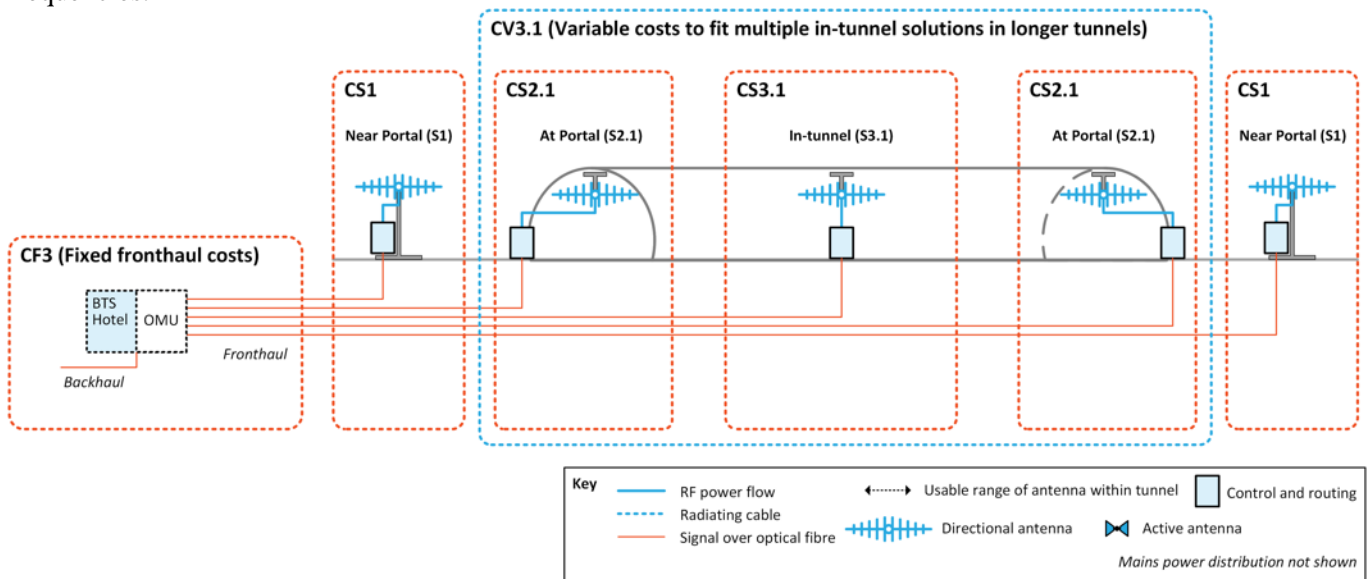 CV3.1 (Variable costs to fit multiple in-tunnel solutions in longer tunnels)
CS1
CS2.1
CS3.1
CS2.1
CS1
Near Portal (S1)
At Portal (S2.1)
In-tunnel (S3.1)
At Portal (S2.1)
Near Portal (S1)
CF3 (Fixed fronthaul costs)
BTS
Hotel
OMU
Fronthaul
Backhaul
Key
RF power flow
Usable range of antenna within tunnel
Control and routing
Radiating cable
Directional antenna
Active antenna
Signal over optical fibre
Mains power distribution not shown